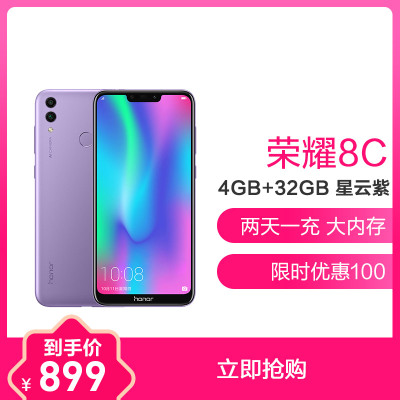 荣耀8C
4GB+32GB 星云紫
两天一充 大内存
限时优惠100
10:08
honor
honor
到手价
¥899
立即抢购